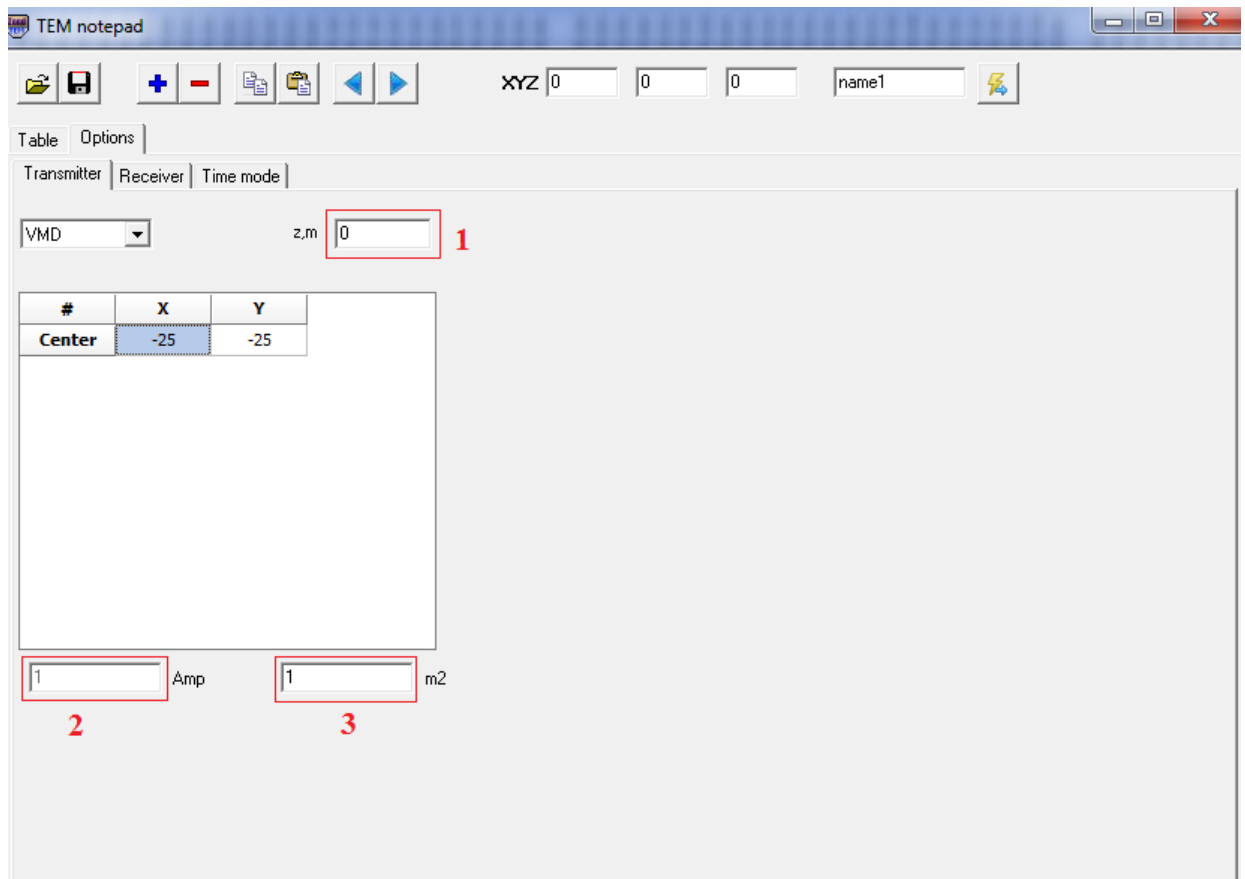 TEM notepad
XYZ 0 0 0 name1
Table Options
Transmitter Receiver Time mode
VMD z,m 0 1
# X Y
Center -25 -25
1 Amp 1 m2
2 3